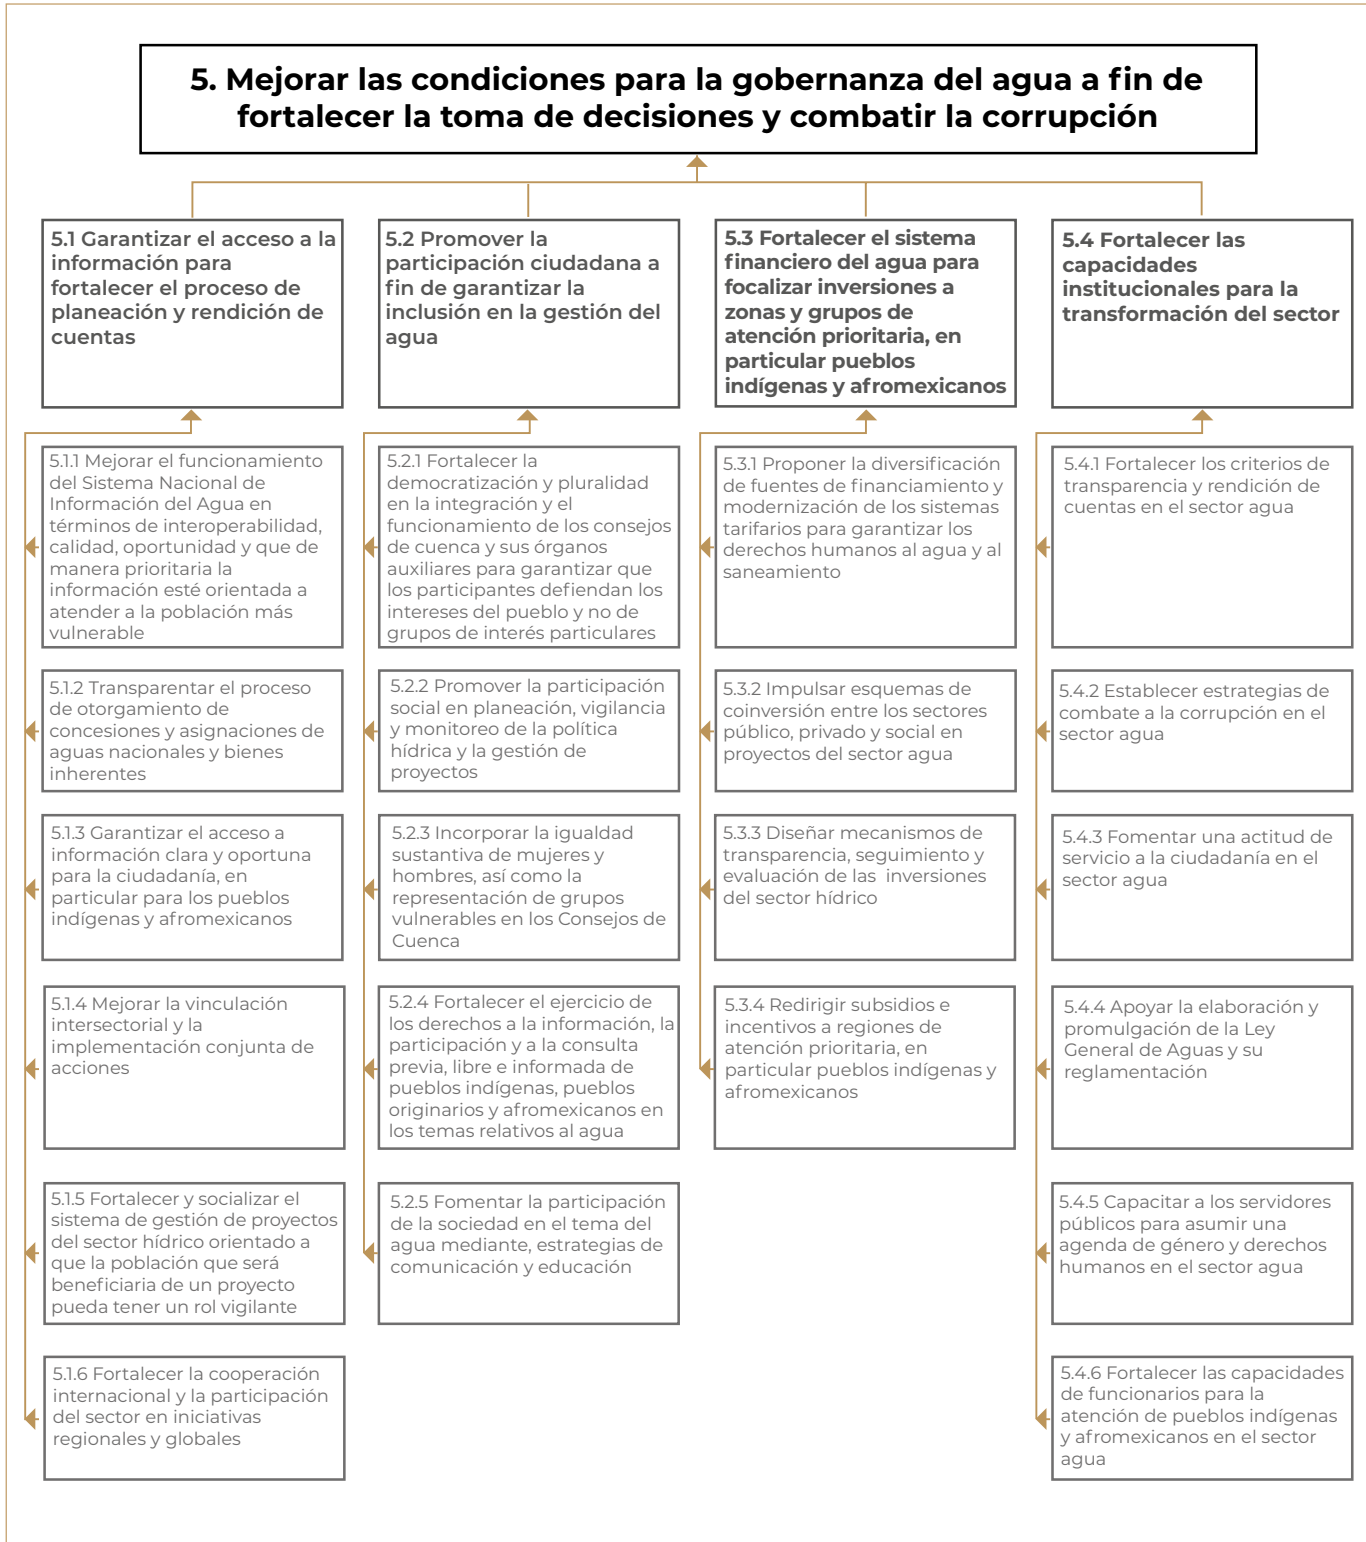 5. Mejorar las condiciones para la gobernanza del agua a fin de
fortalecer la toma de decisiones y combatir la corrupción
5.1 Garantizar el acceso a la
información para
fortalecer el proceso de
planeación y rendición de
cuentas
5.1.1 Mejorar el funcionamiento
del Sistema Nacional de
Información del Agua en
términos de interoperabilidad,
calidad, oportunidad y que de
manera prioritaria la
información esté orientada a
atender a la población más
vulnerable
5.1.2 Transparentar el proceso
de otorgamiento de
concesiones y asignaciones de
aguas nacionales y bienes
inherentes
5.1.3 Garantizar el acceso a
información clara y oportuna
para la ciudadanía, en
particular para los pueblos
indígenas y afromexicanos
5.1.4 Mejorar la vinculación
intersectorial y la
implementación conjunta de
acciones
5.1.5 Fortalecer y socializar el
sistema de gestión de proyectos
del sector hídrico orientado a
que la población que será
beneficiaria de un proyecto
pueda tener un rol vigilante
5.1.6 Fortalecer la cooperación
internacional y la participación
del sector en iniciativas
regionales y globales
5.2 Promover la
participación ciudadana a
fin de garantizar la
inclusión en la gestión del
agua
5.2.1 Fortalecer la
democratización y pluralidad
en la integración y el
funcionamiento de los consejos
de cuenca y sus órganos
auxiliares para garantizar que
los participantes defiendan los
intereses del pueblo y no de
grupos de interés particulares
5.2.2 Promover la participación
social en planeación, vigilancia
y monitoreo de la política
hídrica y la gestión de
proyectos
5.2.3 Incorporar la igualdad
sustantiva de mujeres y
hombres, así como la
representación de grupos
vulnerables en los Consejos de
Cuenca
5.2.4 Fortalecer el ejercicio de
los derechos a la información, la
participación y a la consulta
previa, libre e informada de
pueblos indígenas, pueblos
originarios y afromexicanos en
los temas relativos al agua
5.2.5 Fomentar la participación
de la sociedad en el tema del
agua mediante, estrategias de
comunicación y educación
5.3 Fortalecer el sistema
financiero del agua para
focalizar inversiones a
zonas y grupos de
atención prioritaria, en
particular pueblos
indígenas y afromexicanos
5.3.1 Proponer la diversificación
de fuentes de financiamiento y
modernización de los sistemas
tarifarios para garantizar los
derechos humanos al agua y al
saneamiento
5.3.2 Impulsar esquemas de
coinversión entre los sectores
público, privado y social en
proyectos del sector agua
5.3.3 Diseñar mecanismos de
transparencia, seguimiento y
evaluación de las inversiones
del sector hídrico
5.3.4 Redirigir subsidios e
incentivos a regiones de
atención prioritaria, en
particular pueblos indígenas y
afromexicanos
5.4 Fortalecer las
capacidades
institucionales para la
transformación del sector
5.4.1 Fortalecer los criterios de
transparencia y rendición de
cuentas en el sector agua
5.4.2 Establecer estrategias de
combate a la corrupción en el
sector agua
5.4.3 Fomentar una actitud de
servicio a la ciudadanía en el
sector agua
5.4.4 Apoyar la elaboración y
promulgación de la Ley
General de Aguas y su
reglamentación
5.4.5 Capacitar a los servidores
públicos para asumir una
agenda de género y derechos
humanos en el sector agua
5.4.6 Fortalecer las capacidades
de funcionarios para la
atención de pueblos indígenas
y afromexicanos en el sector
agua